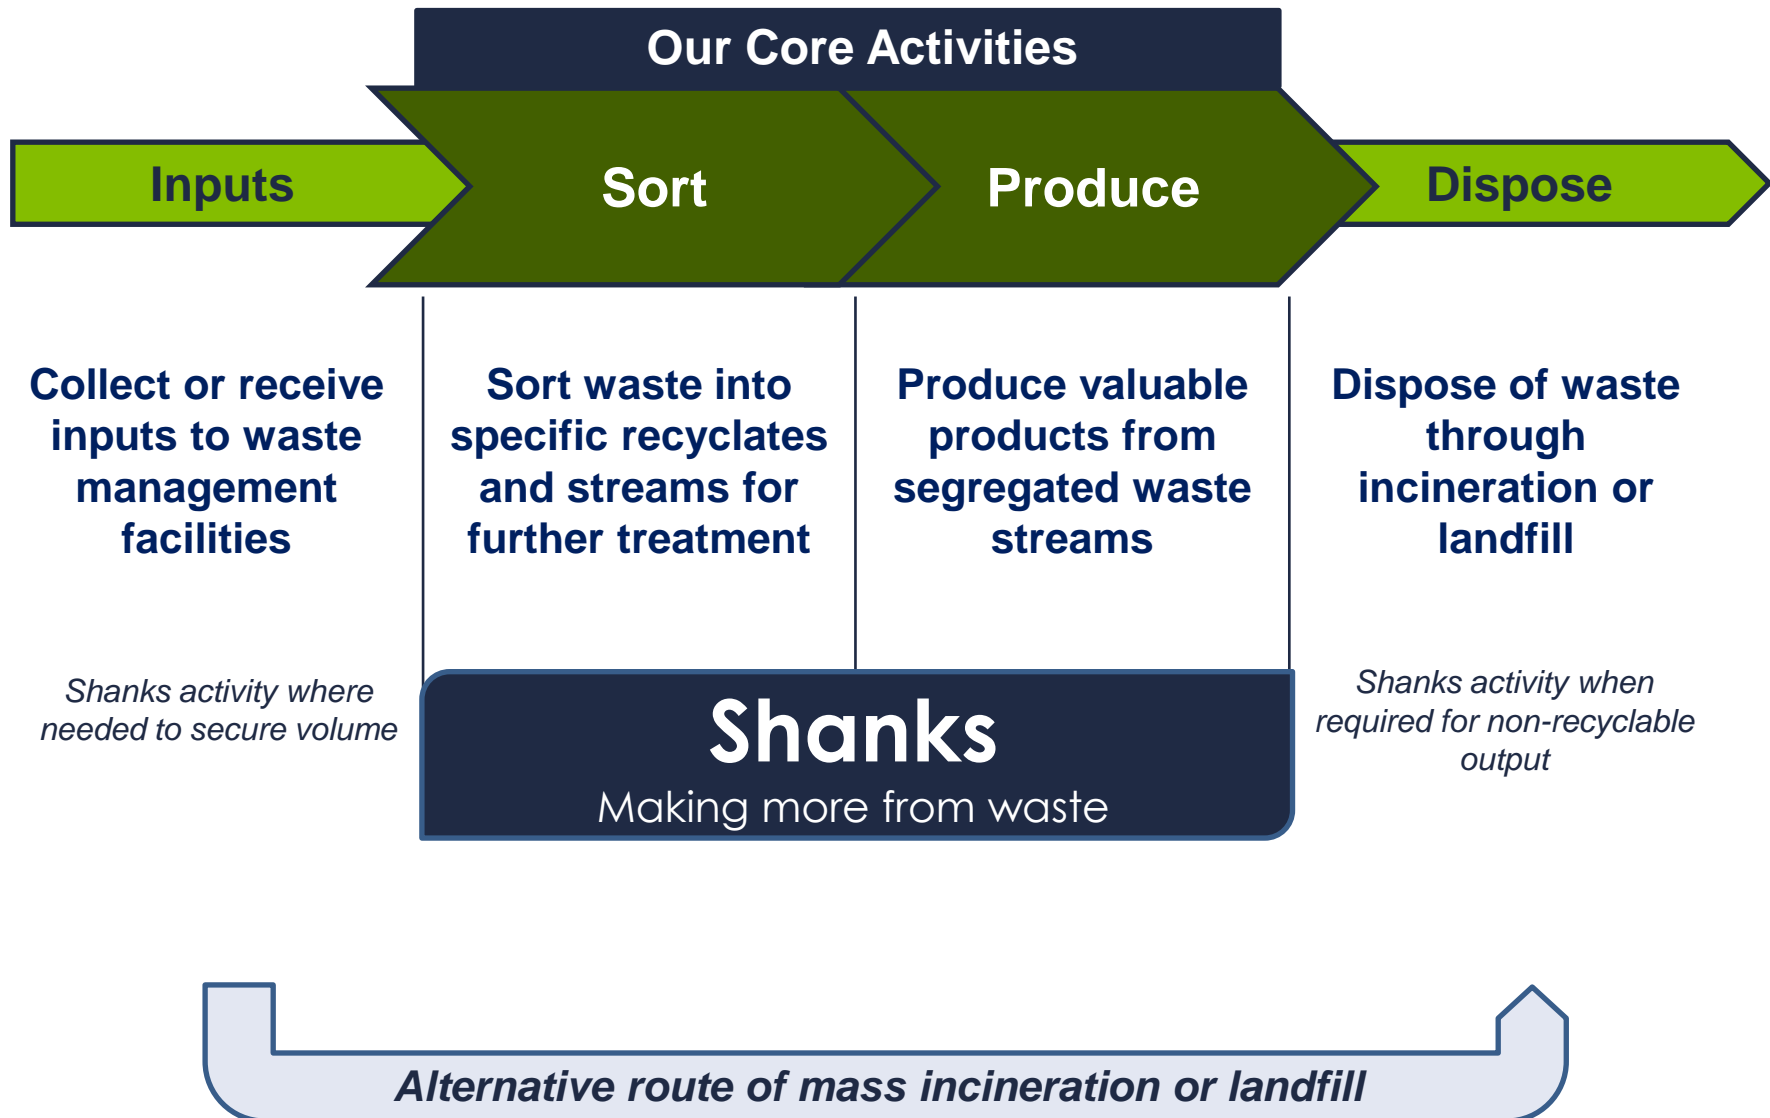 Our Core Activities
Inputs
Sort
Produce
Dispose
Collect or receive
inputs to waste
management
facilities
Sort waste into
specific recyclates
and streams for
further treatment
Produce valuable
products from
segregated waste
streams
Dispose of waste
through
incineration or
landfill
Shanks activity where
needed to secure volume
Shanks
Making more from waste
Shanks activity when
required for non-recyclable
output
Alternative route of mass incineration or landfill